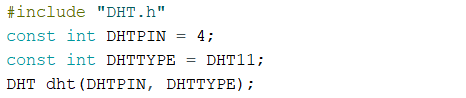 #include "DHT.h"
const int DHTPIN = 4;
const int DHTTYPE = DHT11;
DHT dht(DHTPIN, DHTTYPE);